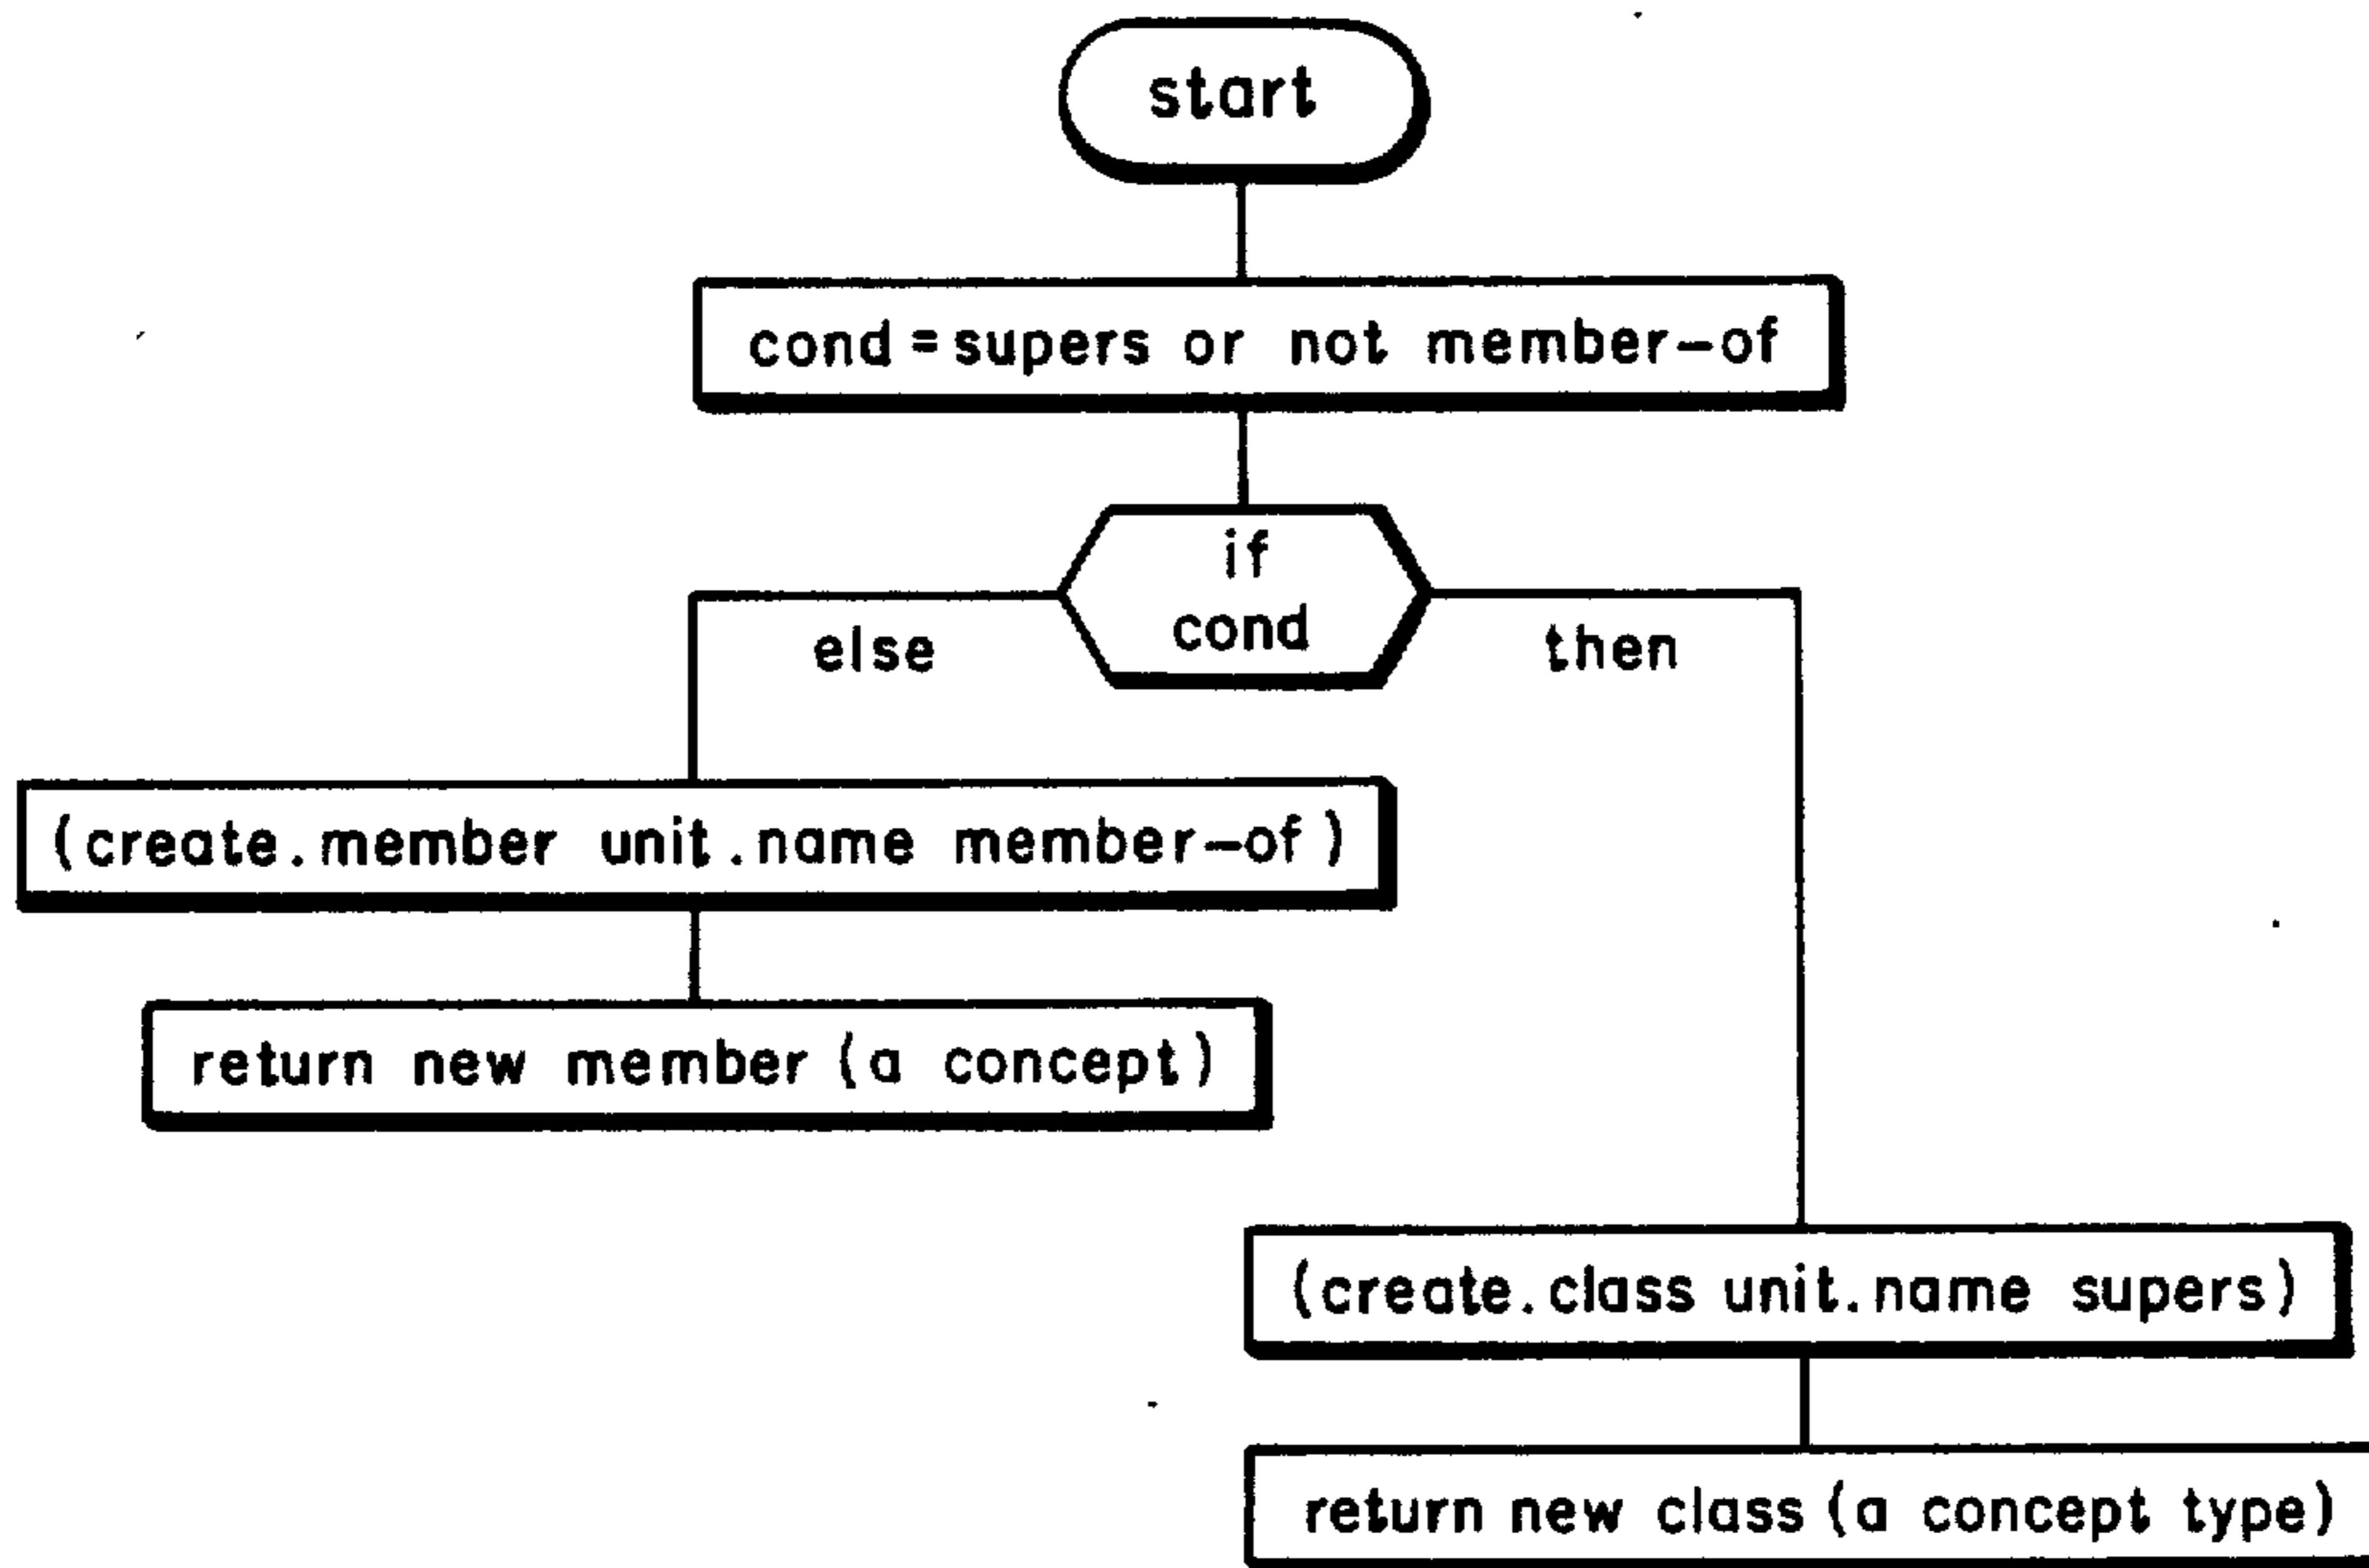 start
cond=supers or not member-of
if
cond
else
then
(create.member unit.name member-of)
return new member (a concept)
(create.class unit.name supers)
return new class (a concept type)